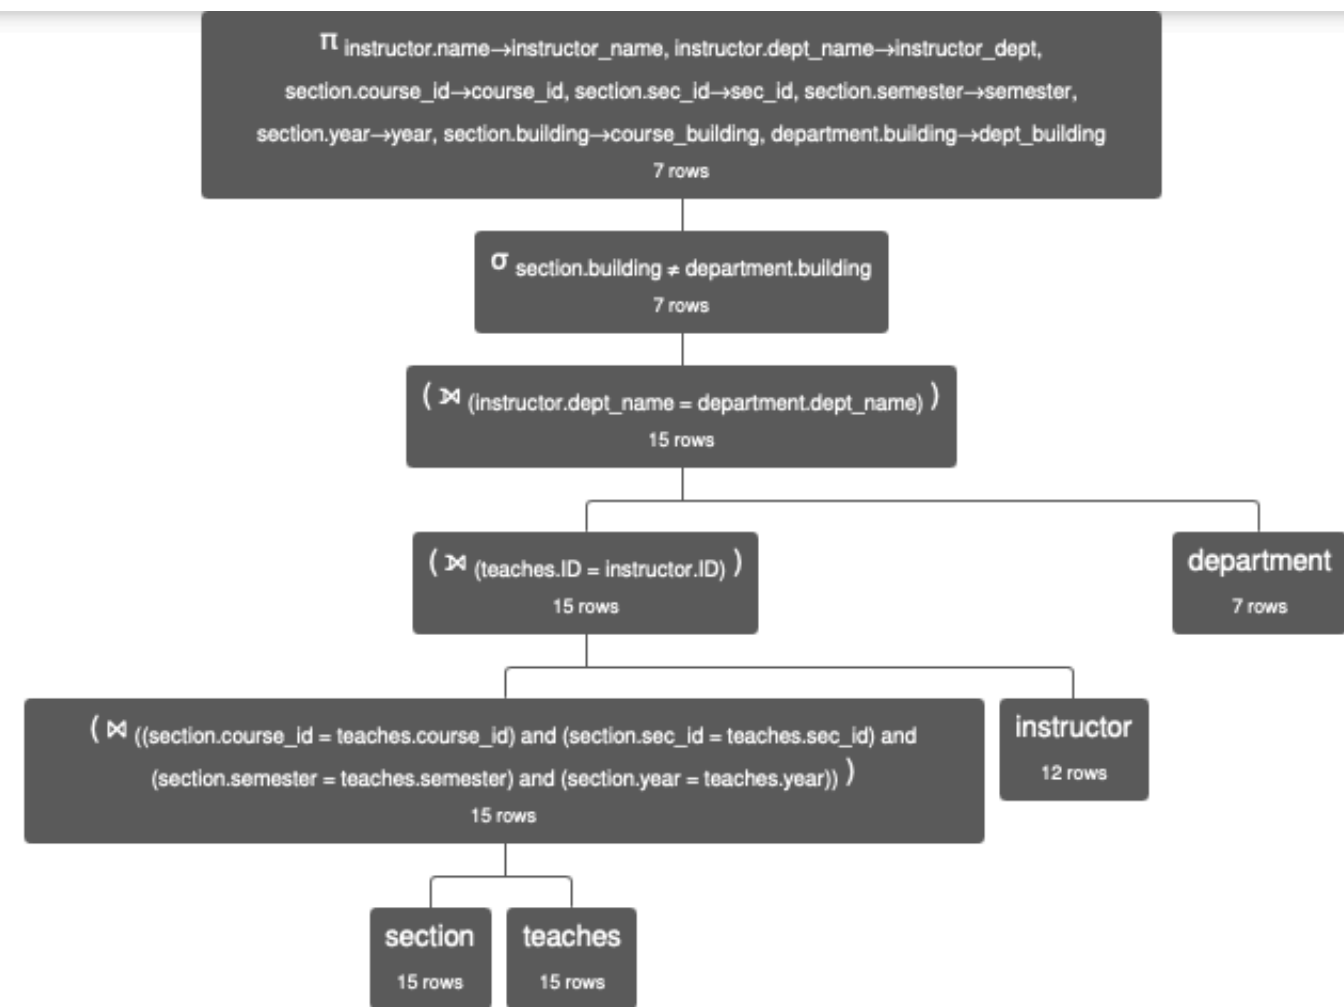 π instructor.name→instructor_name, instructor.dept_name→instructor_dept,
section.course_id→course_id, section.sec_id→sec_id, section.semester→semester,
section.year→year, section.building→course_building, department.building→dept_building
7 rows
σ section.building ≠ department.building
7 rows
( ⟕ (instructor.dept_name = department.dept_name) )
15 rows
( ⟕ (teaches.ID = instructor.ID) )
15 rows
department
7 rows
( ⋈ ((section.course_id = teaches.course_id) and (section.sec_id = teaches.sec_id) and
(section.semester = teaches.semester) and (section.year = teaches.year)) )
15 rows
instructor
12 rows
section
15 rows
teaches
15 rows